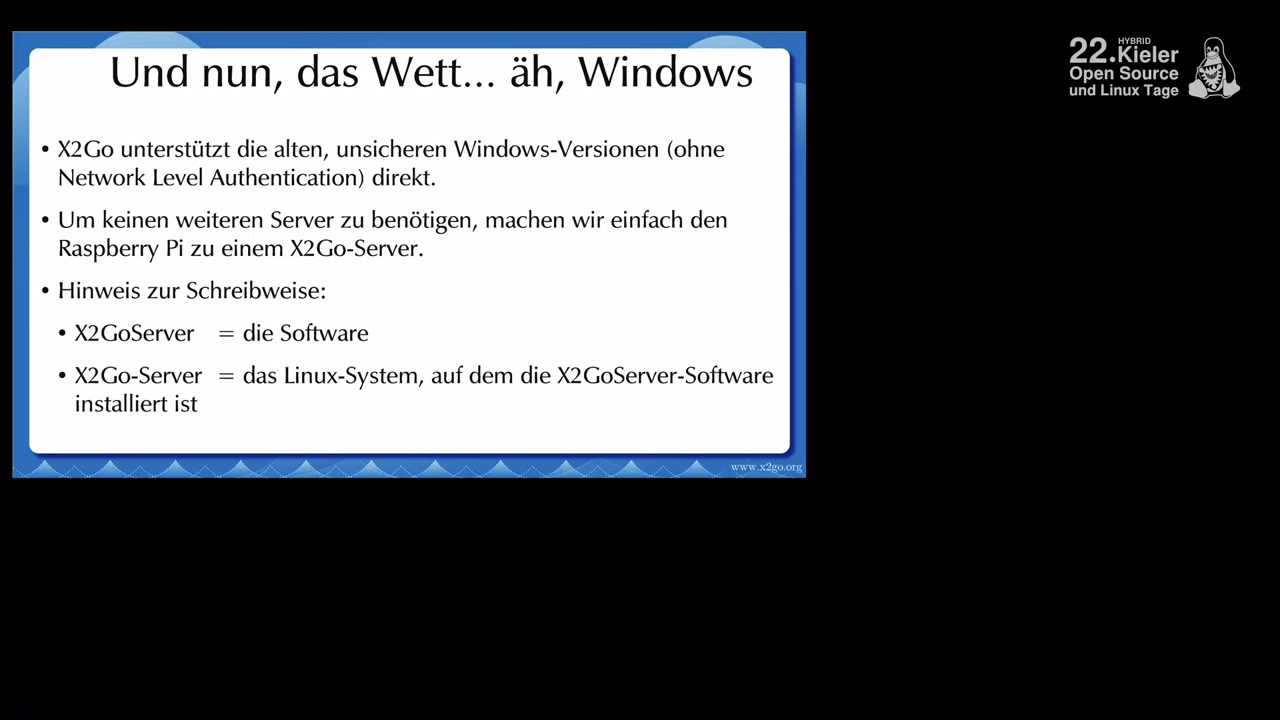 Und nun, das Wett... äh, Windows
• X2Go unterstützt die alten, unsicheren Windows-Versionen (ohne
Network Level Authentication) direkt.
• Um keinen weiteren Server zu benötigen, machen wir einfach den
Raspberry Pi zu einem X2Go-Server.
• Hinweis zur Schreibweise:
• X2GoServer = die Software
• X2Go-Server = das Linux-System, auf dem die X2GoServer-Software
installiert ist
www.x2go.org
HYBRID
22.Kieler
Open Source
und Linux Tage